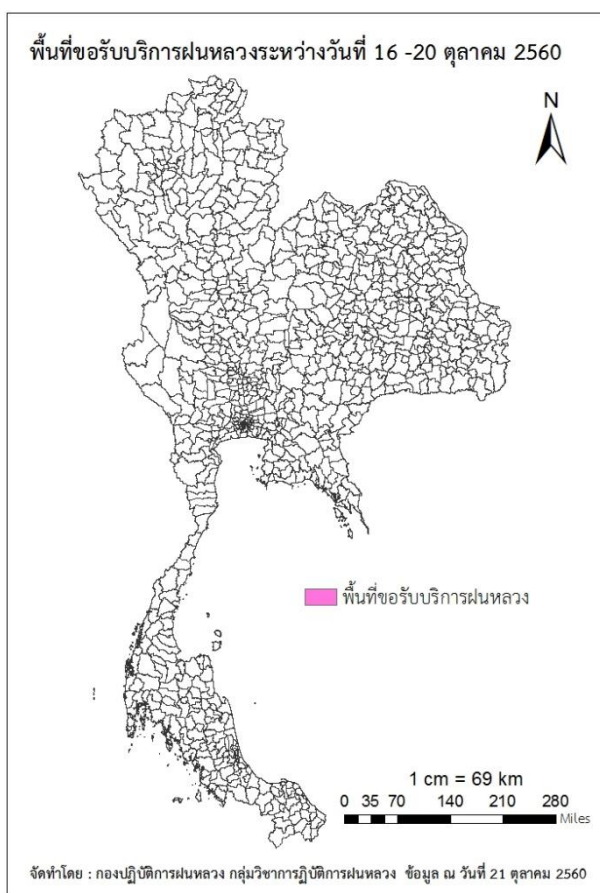 พื้นที่ขอรับบริการฝนหลวงระหว่างวันที่ 16 -20 ตุลาคม 2560
N
พื้นที่ขอรับบริการฝนหลวง
1 cm = 69 km
0 35 70 140 210 280
Miles
จัดทำโดย : กองปฏิบัติการฝนหลวง กลุ่มวิชาการฏิบัติการฝนหลวง ข้อมูล ณ วันที่ 21 ตุลาคม 2560